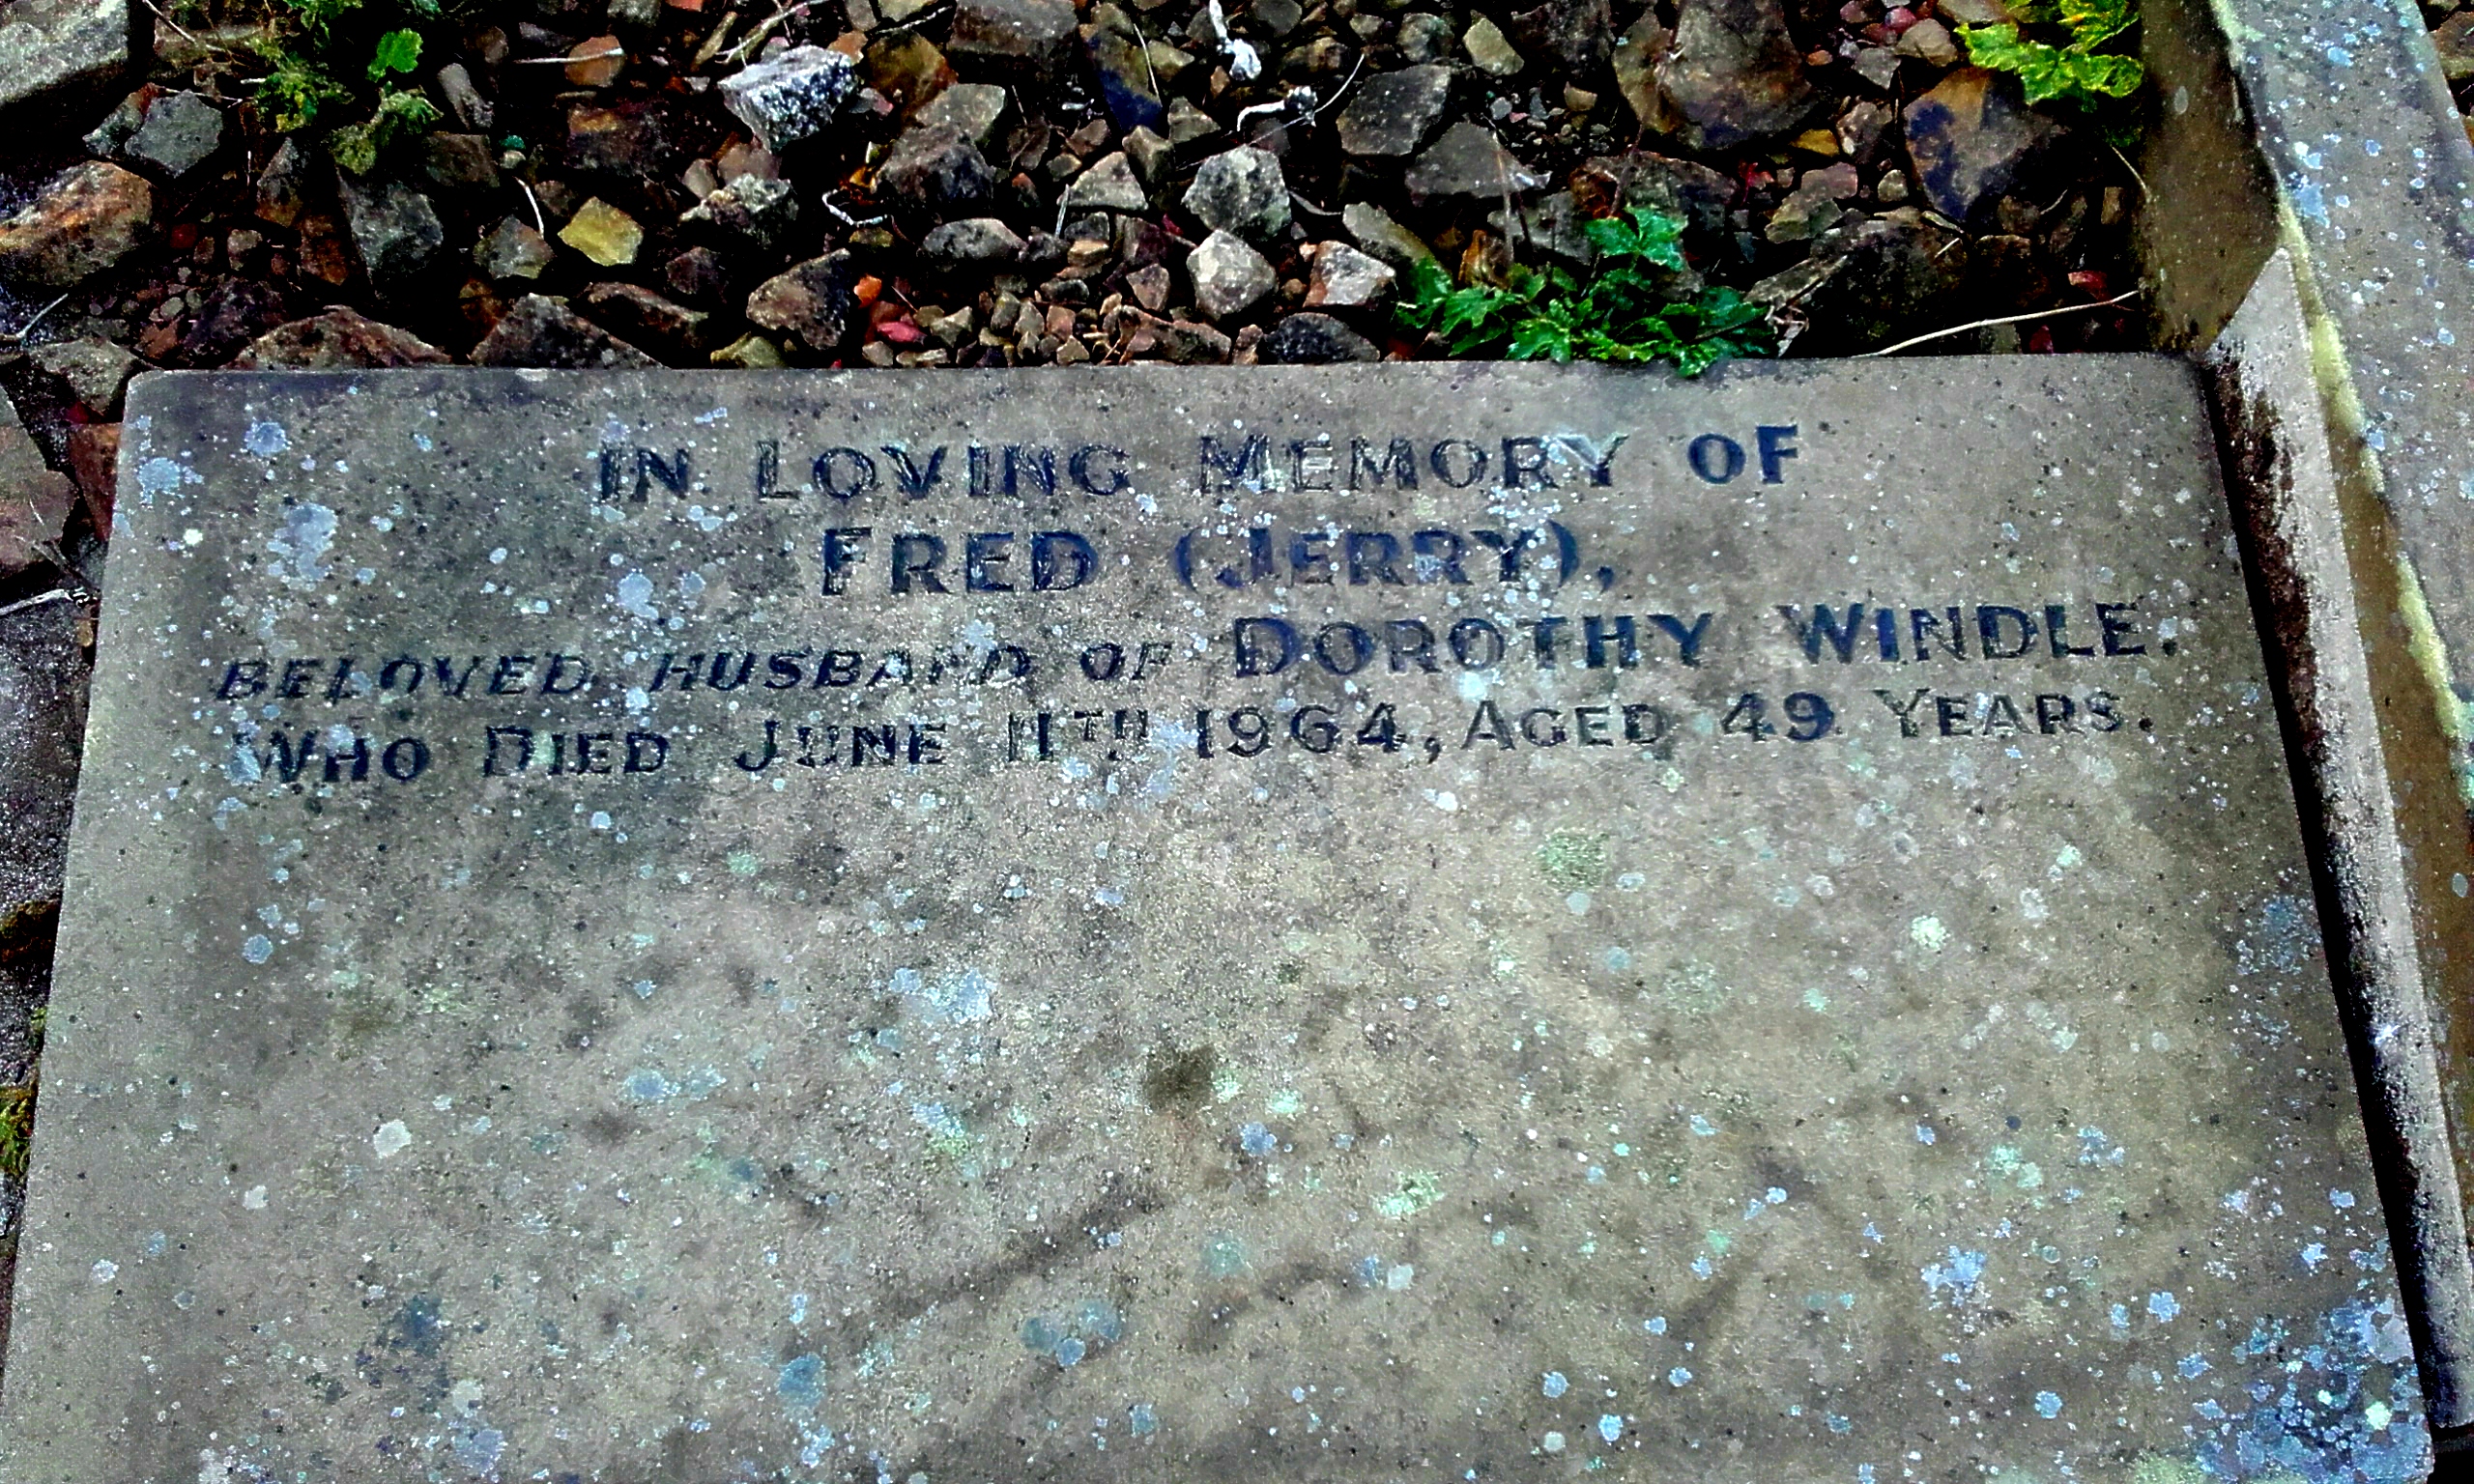 IN LOVING MEMORY OF
FRED (JERRY),
BELOVED HUSBAND OF DOROTHY WINDLE.
WHO DIED JUNE 11TH 1964, AGED 49 YEARS.